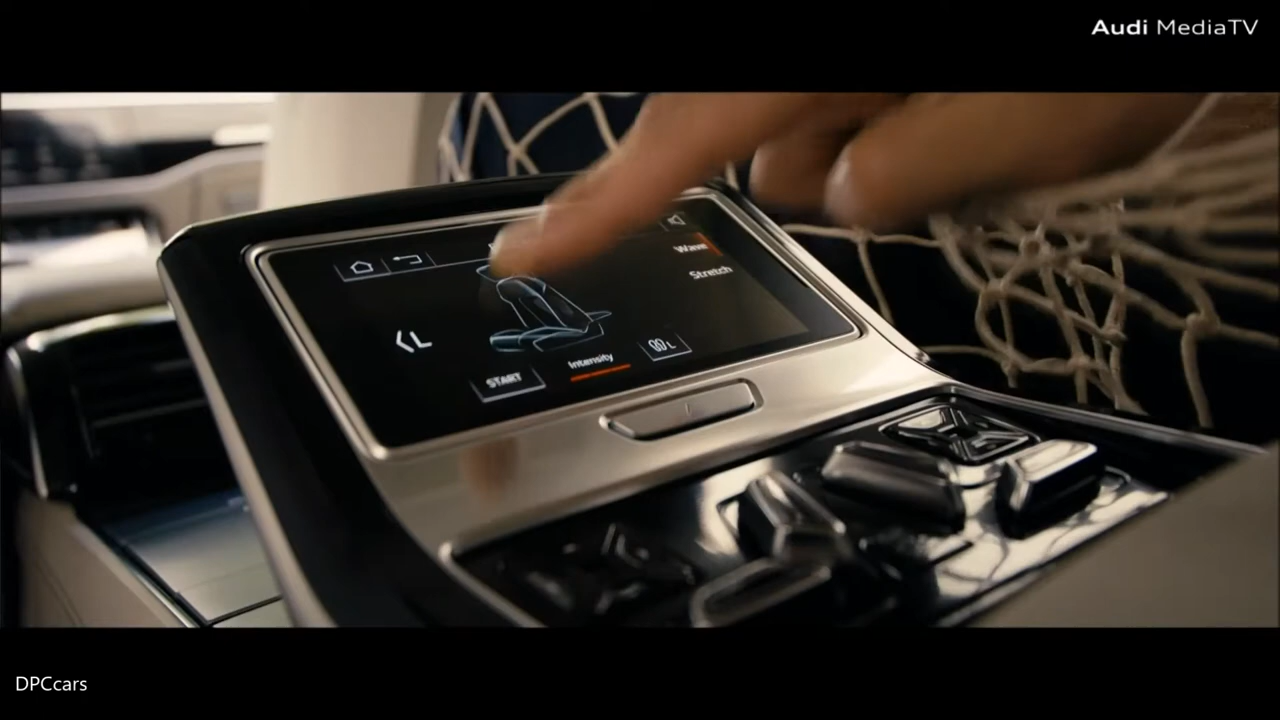 Audi MediaTV
Wave
Stretch
L
Intensity
L
START
DPCcars